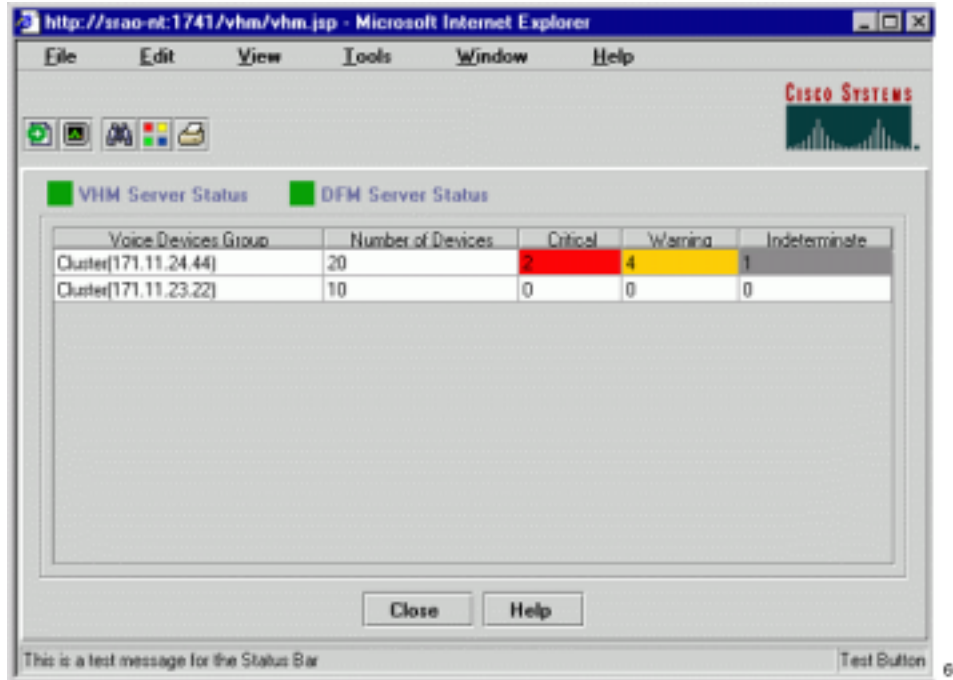 http://srao-nt:1741/vhm/vhm.jsp - Microsoft Internet Explorer
File Edit View Tools Window Help
CISCO SYSTEMS
VHM Server Status DFM Server Status
Voice Devices Group Number of Devices Critical Warning Indeterminate
Cluster(171.11.24.44) 20 2 4 1
Cluster(171.11.23.22) 10 0 0 0
Close Help
This is a test message for the Status Bar Test Button
6